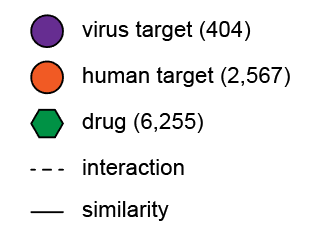 virus target (404)
human target (2,567)
drug (6,255)
interaction
similarity